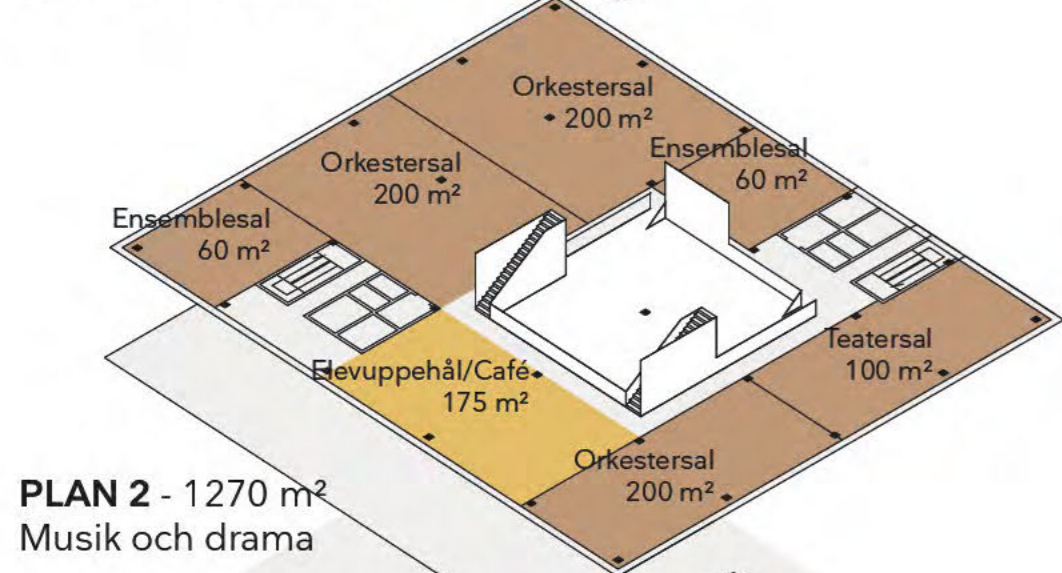 Orkestersal
200 m²
Orkestersal
200 m²
Ensemblesal
60 m²
Ensemblesal
60 m²
Teatersal
100 m²
Elevuppehål/Café
175 m²
Orkestersal
200 m²
PLAN 2 - 1270 m²
Musik och drama